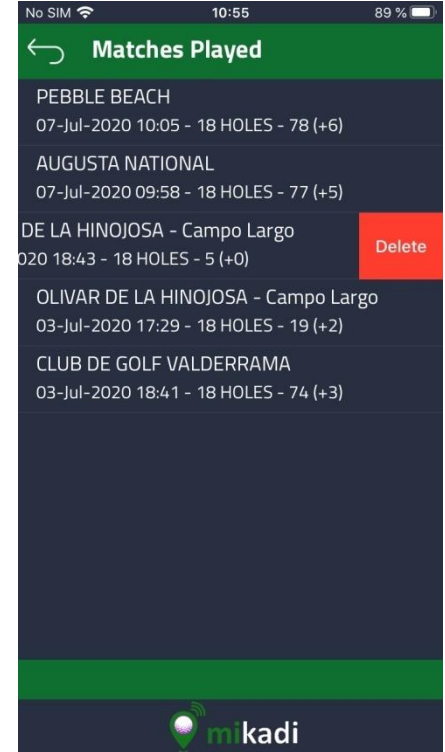 No SIM 10:55 89 %
Matches Played
PEBBLE BEACH
07-Jul-2020 10:05 - 18 HOLES - 78 (+6)
AUGUSTA NATIONAL
07-Jul-2020 09:58 - 18 HOLES - 77 (+5)
DE LA HINOJOSA - Campo Largo
020 18:43 - 18 HOLES - 5 (+0)
Delete
OLIVAR DE LA HINOJOSA - Campo Largo
03-Jul-2020 17:29 - 18 HOLES - 19 (+2)
CLUB DE GOLF VALDERRAMA
03-Jul-2020 18:41 - 18 HOLES - 74 (+3)
mikadi